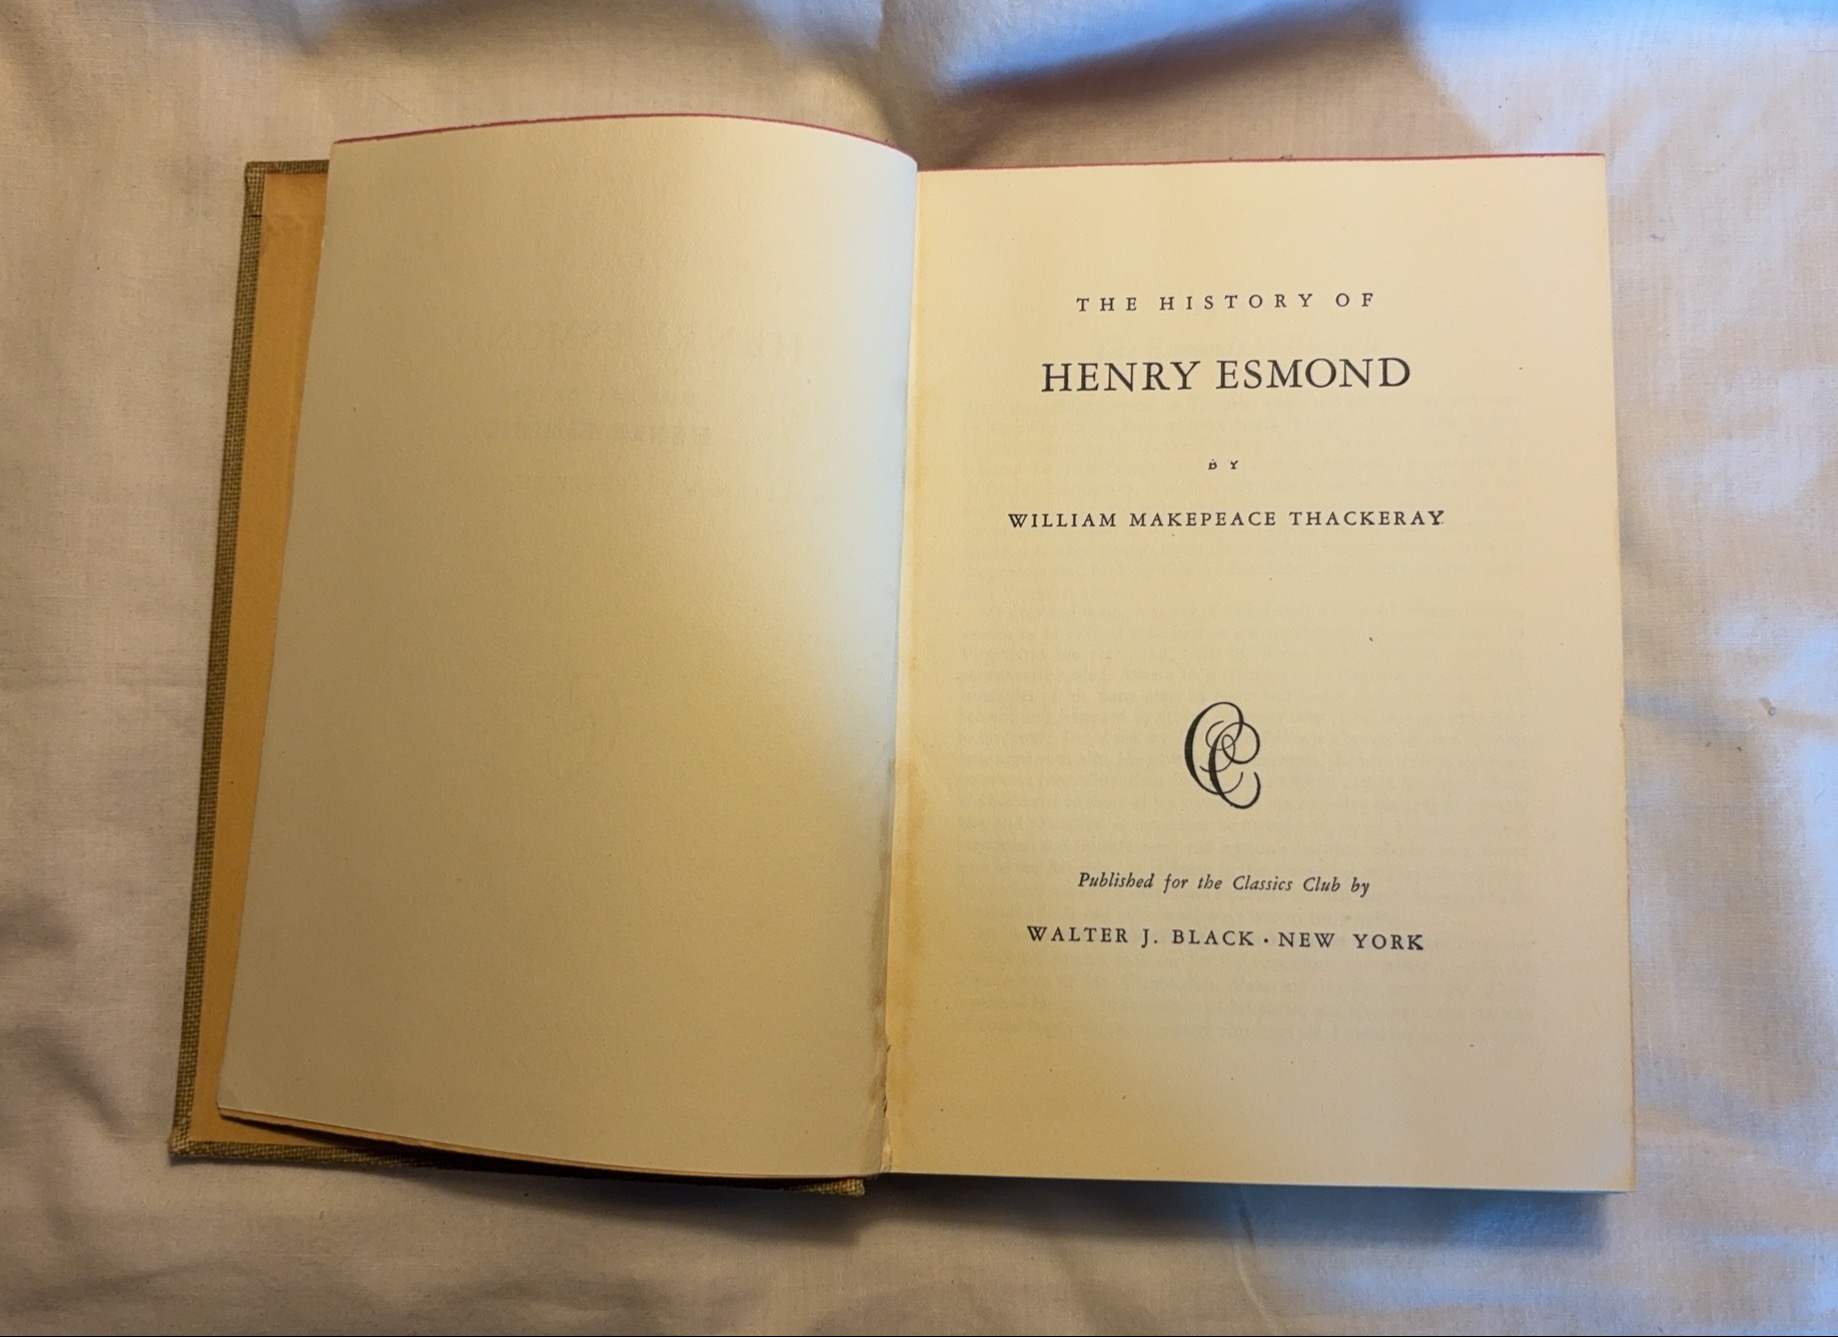 THE HISTORY OF
HENRY ESMOND
BY
WILLIAM MAKEPEACE THACKERAY
CC
Published for the Classics Club by
WALTER J. BLACK · NEW YORK